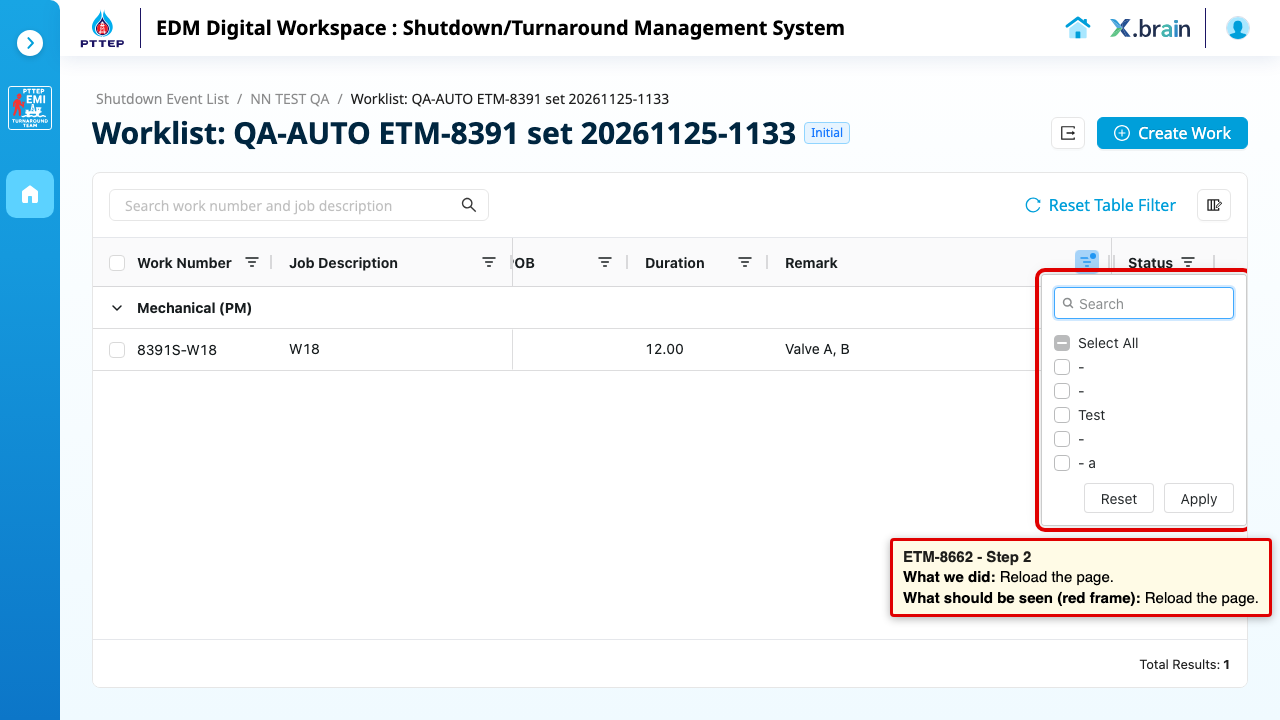 PTTEP
EDM Digital Workspace : Shutdown/Turnaround Management System
X.brain
PTTEP
EMI
TURNAROUND
TEAM
Shutdown Event List / NN TEST QA / Worklist: QA-AUTO ETM-8391 set 20261125-1133
Worklist: QA-AUTO ETM-8391 set 20261125-1133
Initial
Create Work
Search work number and job description
Reset Table Filter
Work Number
Job Description
OB
Duration
Remark
Status
Mechanical (PM)
8391S-W18
W18
12.00
Valve A, B
Search
Select All
-
-
Test
-
- a
Reset
Apply
ETM-8662 - Step 2
What we did: Reload the page.
What should be seen (red frame): Reload the page.
Total Results: 1